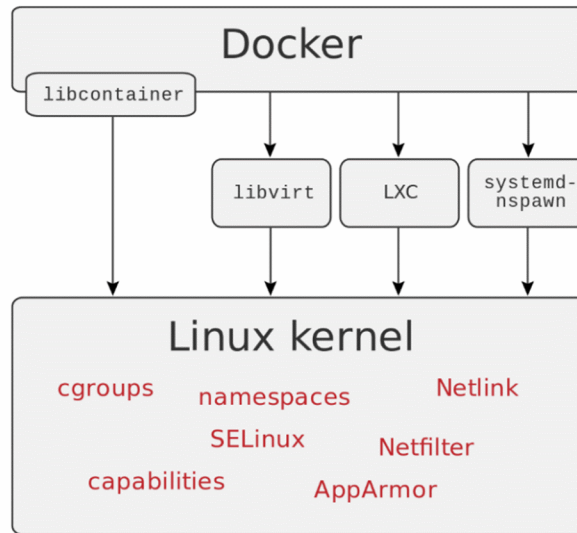 Docker
libcontainer
libvirt
LXC
systemd-
nspawn
Linux kernel
cgroups
namespaces
Netlink
SELinux
Netfilter
capabilities
AppArmor